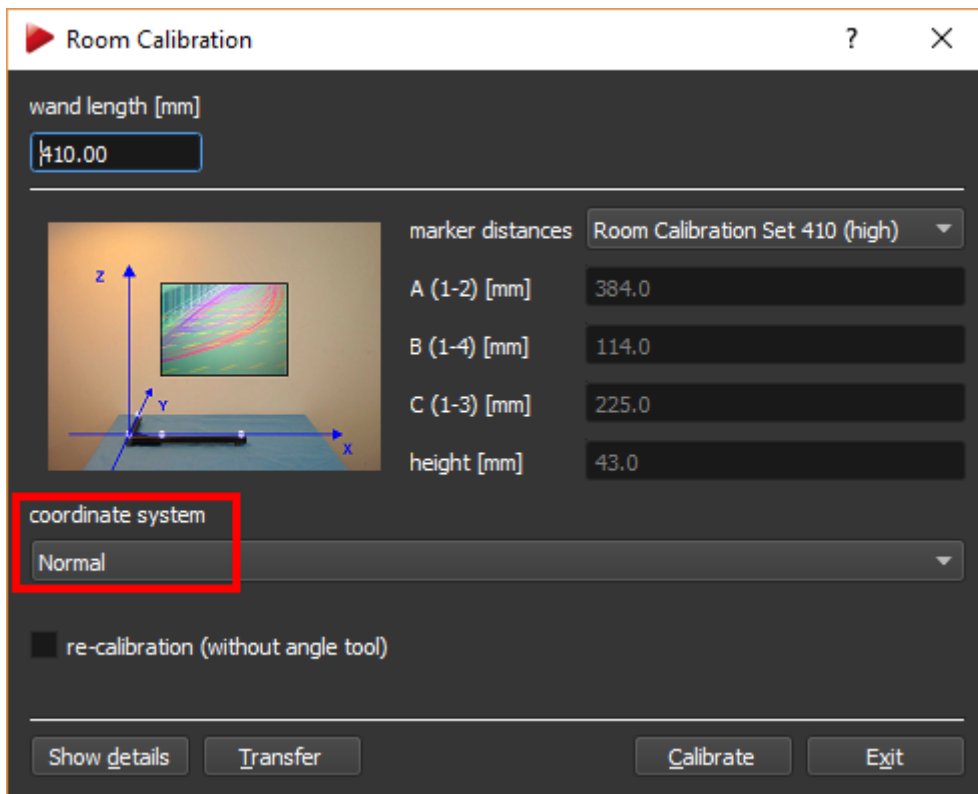 Room Calibration ? ×
wand length [mm]
410.00
marker distances Room Calibration Set 410 (high)
A (1-2) [mm] 384.0
B (1-4) [mm] 114.0
C (1-3) [mm] 225.0
height [mm] 43.0
Z
Y
X
coordinate system
Normal
re-calibration (without angle tool)
Show details Transfer Calibrate Exit